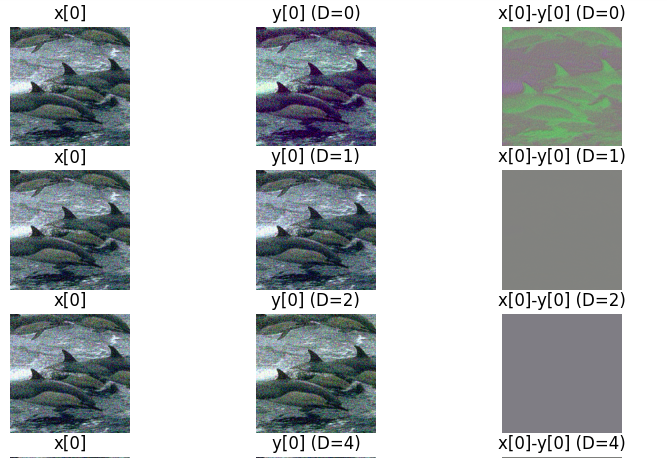 x[0] y[0] (D=0) x[0]-y[0] (D=0)
x[0] y[0] (D=1) x[0]-y[0] (D=1)
x[0] y[0] (D=2) x[0]-y[0] (D=2)
x[0] y[0] (D=4) x[0]-y[0] (D=4)